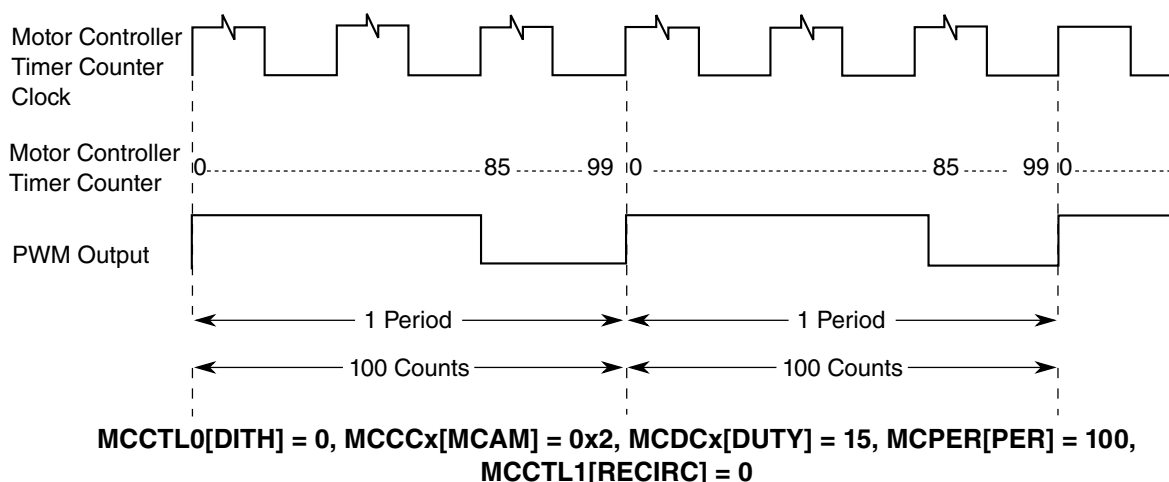 Motor Controller
Timer Counter
Clock
Motor Controller
Timer Counter
0 85 99 0 85 99 0
PWM Output
1 Period 1 Period
100 Counts 100 Counts
MCCTL0[DITH] = 0, MCCCx[MCAM] = 0x2, MCDCx[DUTY] = 15, MCPER[PER] = 100,
MCCTL1[RECIRC] = 0